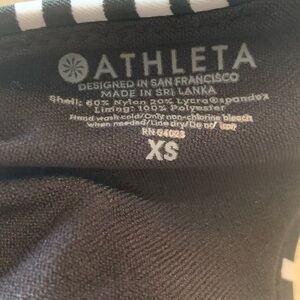 ATHLETA
DESIGNED IN SAN FRANCISCO
MADE IN SRI LANKA
Shell: 80% Nylon 20% Lycra® spandex
Lining: 100% Polyester
Hand wash cold/Only non-chlorine bleach
when needed/Line dry/Do not iron
RN 54023
XS